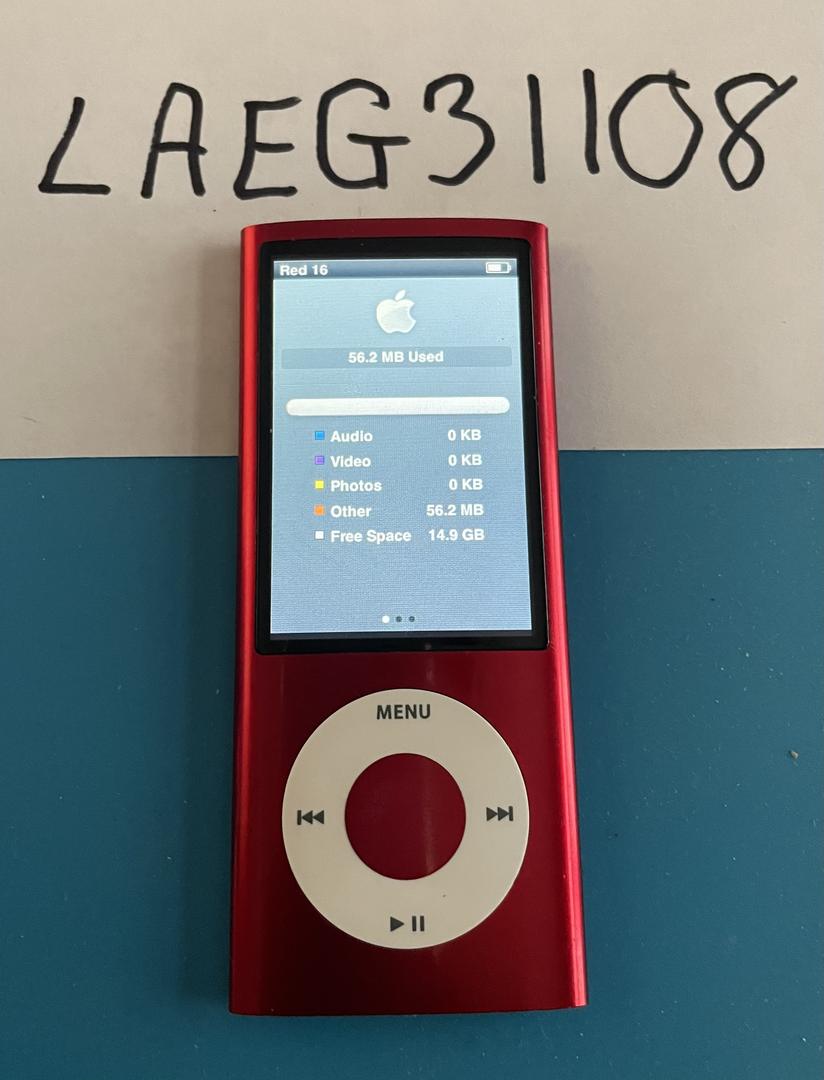 LAEG31108
Red 16
56.2 MB Used
Audio 0 KB
Video 0 KB
Photos 0 KB
Other 56.2 MB
Free Space 14.9 GB
MENU